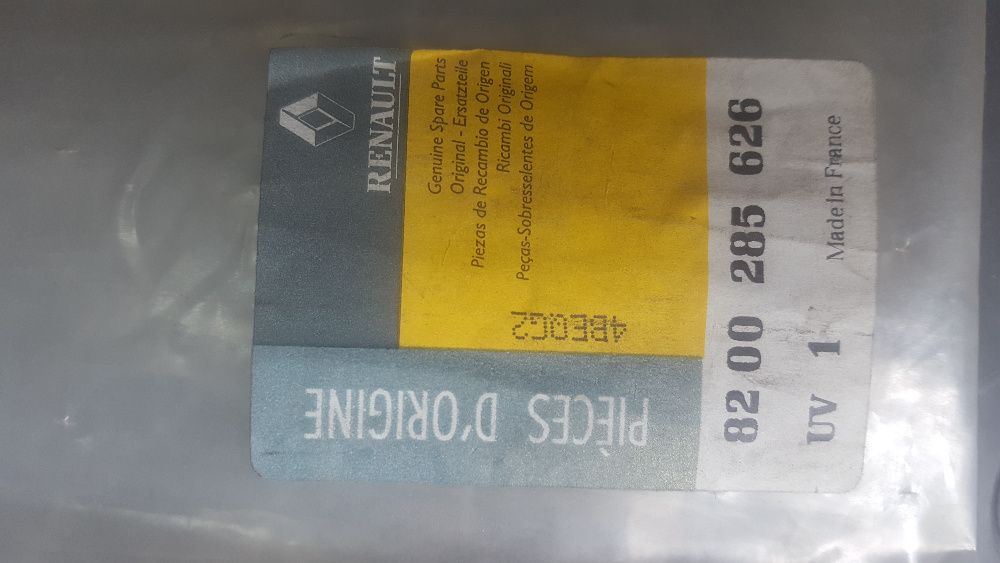 RENAULT
Genuine Spare Parts
Original - Ersatzteile
Piezas de Recambio de Origen
Ricambi Originali
Peças-Sobresselentes de Origem
PIÈCES D'ORIGINE
82 00 285 626
UV 1
Made In France